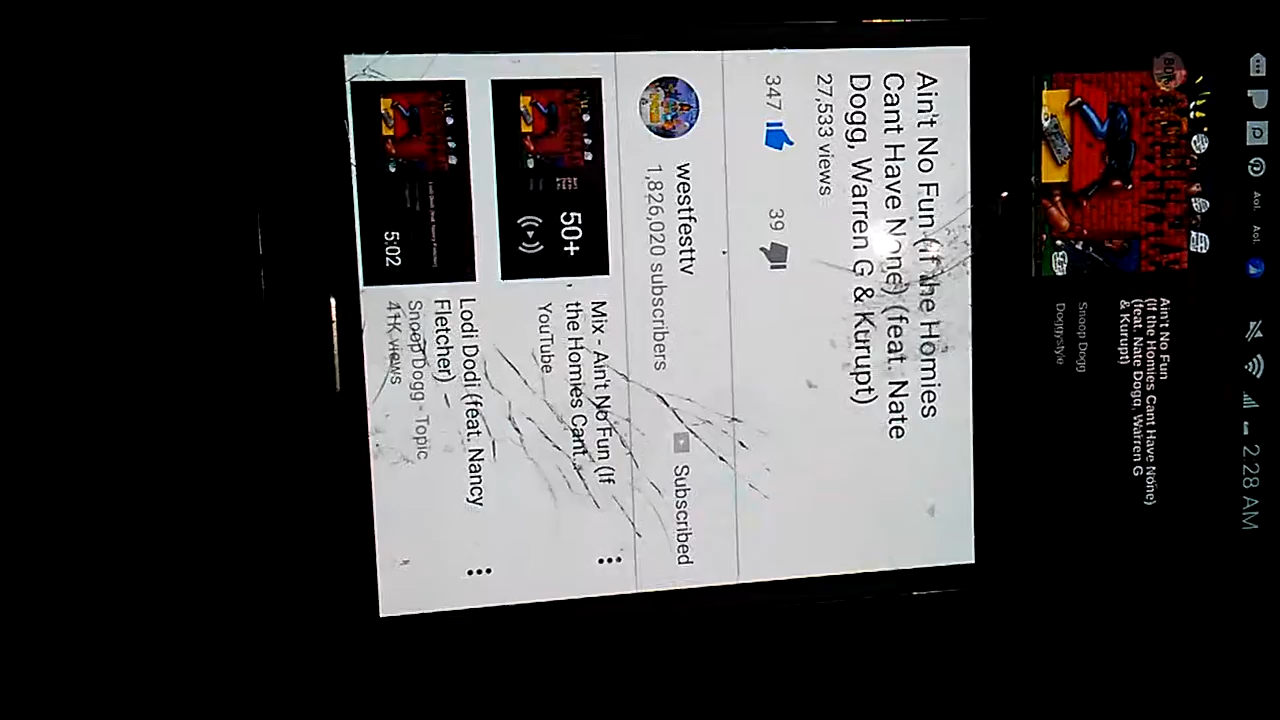 Aol.
Aol.
2:28 AM
Ain't No Fun
(If the Homies Cant Have None)
(feat. Nate Dogg, Warren G
& Kurupt)
Snoop Dogg
Doggystyle
Ain't No Fun (If the Homies
Cant Have None) (feat. Nate
Dogg, Warren G & Kurupt)
27,533 views
347
39
westfesttv
1,826,020 subscribers
Subscribed
50+
Mix - Ain't No Fun (If
the Homies Cant...
YouTube
5:02
Lodi Dodi (feat. Nancy
Fletcher)
Snoop Dogg - Topic
41K views